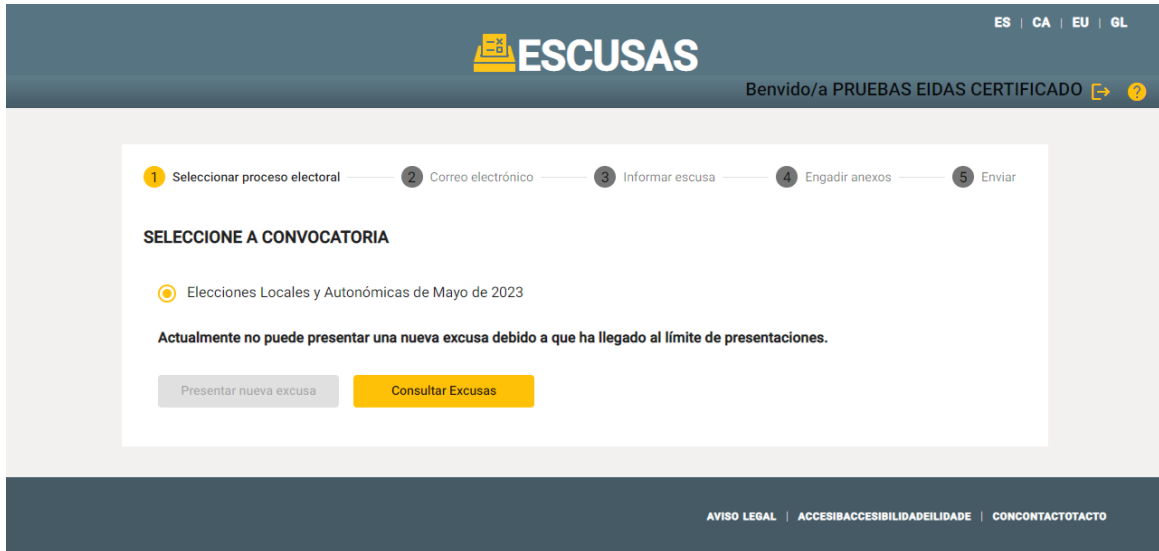 ES | CA | EU | GL
ESCUSAS
Benvido/a PRUEBAS EIDAS CERTIFICADO
1 Seleccionar proceso electoral 2 Correo electrónico 3 Informar escusa 4 Engadir anexos 5 Enviar
SELECCIONE A CONVOCATORIA
Elecciones Locales y Autonómicas de Mayo de 2023
Actualmente no puede presentar una nueva excusa debido a que ha llegado al límite de presentaciones.
Presentar nueva excusa Consultar Excusas
AVISO LEGAL | ACCESIBACCESIBILIDADEILIDADE | CONCONTACTOTACTO